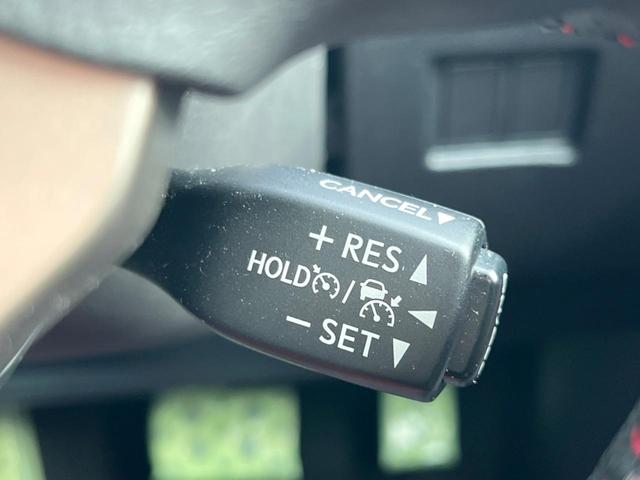 CANCEL▼
+ RES ▲
HOLD / ◀
− SET ▼